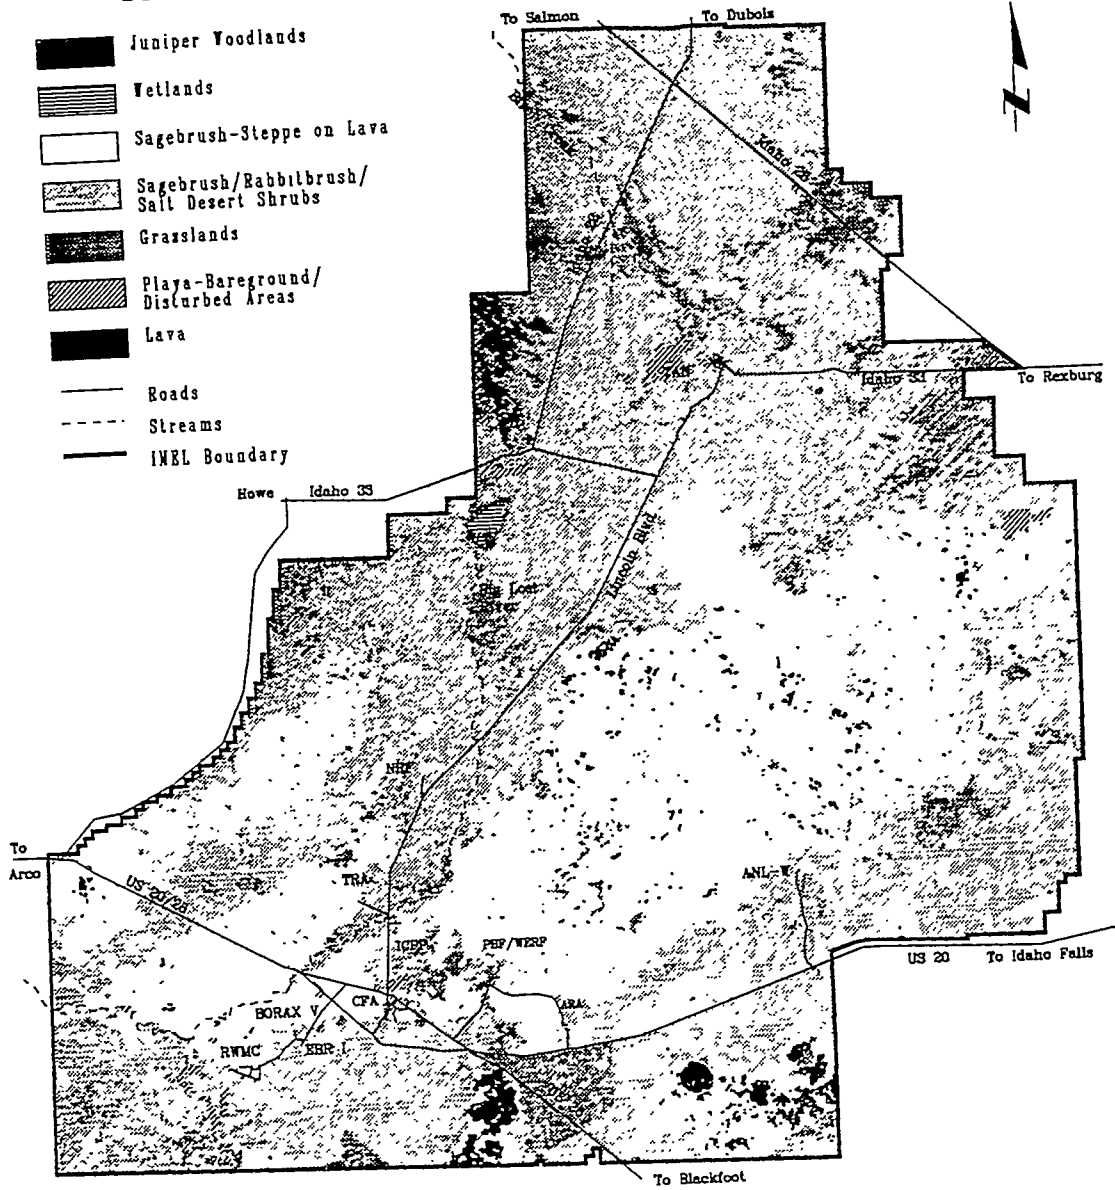 Juniper Woodlands
Wetlands
Sagebrush-Steppe on Lava
Sagebrush/Rabbitbrush/
Salt Desert Shrubs
Grasslands
Playa-Bareground/
Disturbed Areas
Lava
Roads
Streams
INEL Boundary
To Salmon
To Dubois
Idaho
TAN
Idaho 33
To Rexburg
Howe
Idaho 33
Lincoln Blvd
Big Lost
River
NRF
To
Arco
US 20/26
TRA
ICPP
PBF/WERF
ANL-W
US 20
To Idaho Falls
BORAX V
CFA
ARA
RWMC
EBR I
To Blackfoot